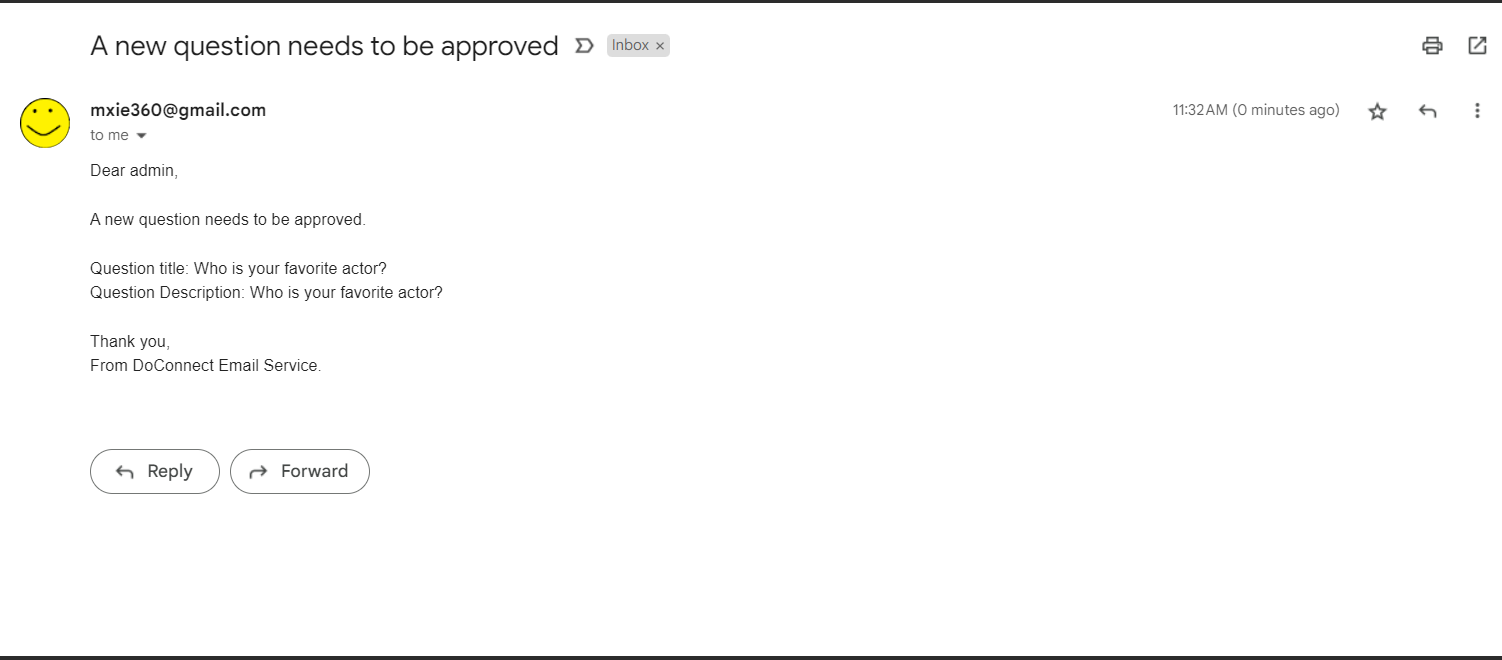 A new question needs to be approved Inbox ×
mxie360@gmail.com 11:32AM (0 minutes ago)
to me
Dear admin,
A new question needs to be approved.
Question title: Who is your favorite actor?
Question Description: Who is your favorite actor?
Thank you,
From DoConnect Email Service.
Reply Forward